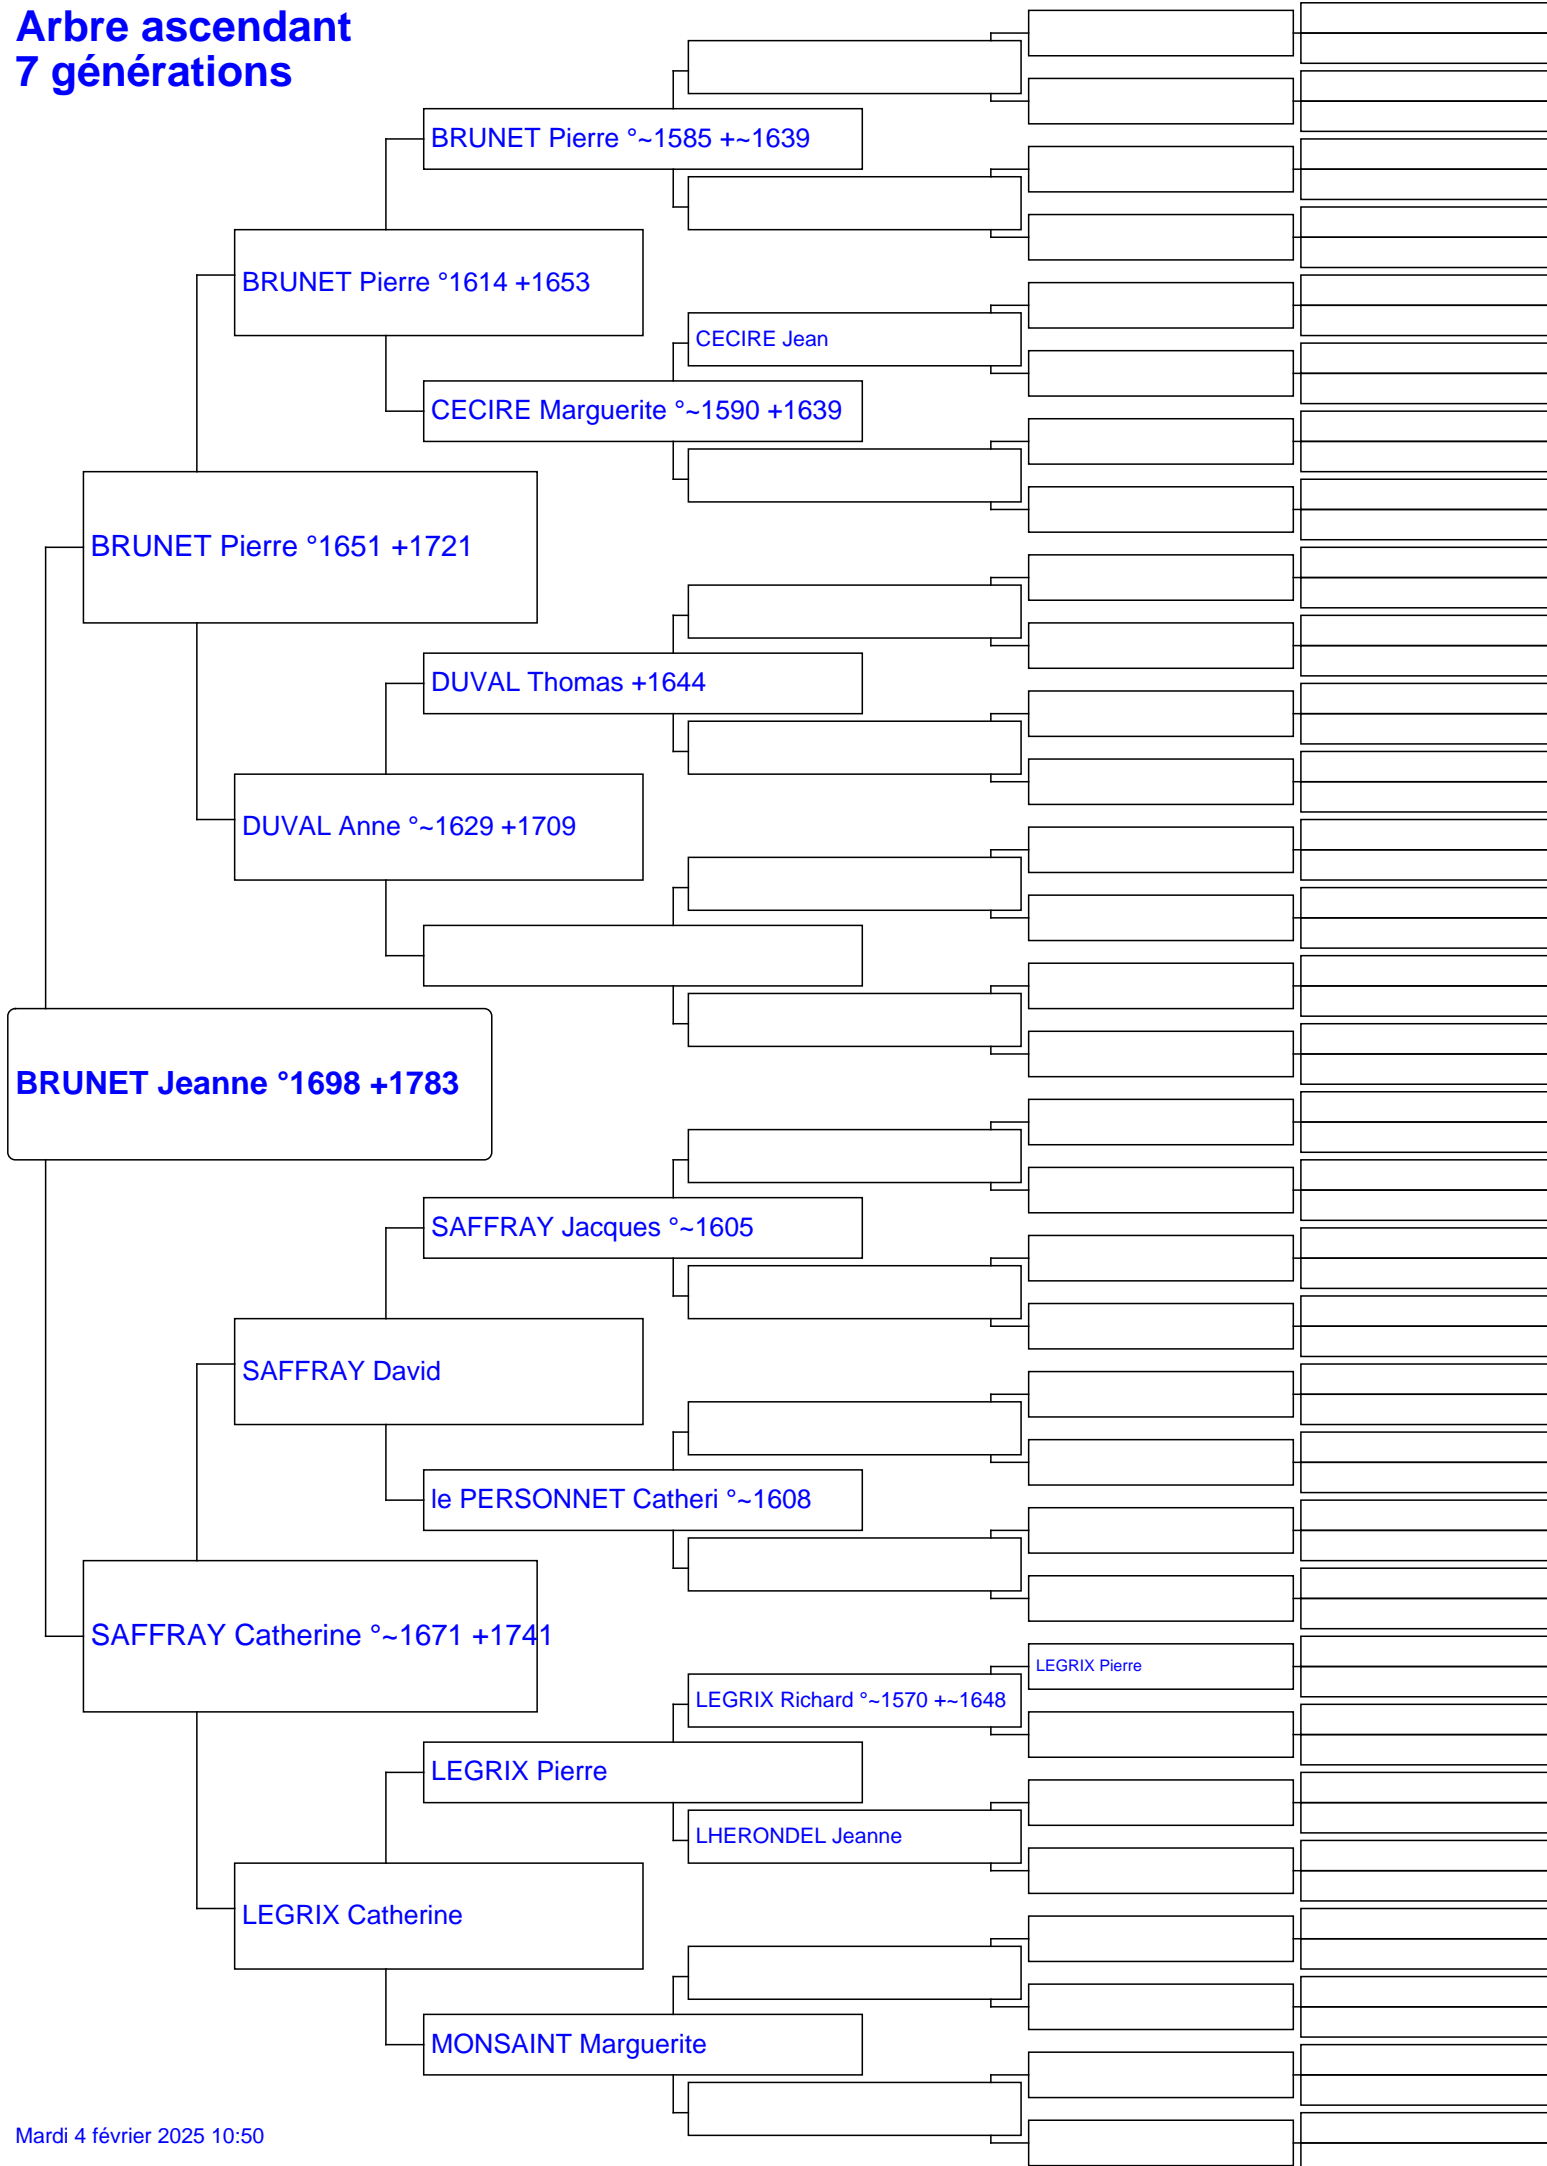 Arbre ascendant
7 générations
BRUNET Pierre °~1585 +~1639
BRUNET Pierre °1614 +1653
CECIRE Jean
CECIRE Marguerite °~1590 +1639
BRUNET Pierre °1651 +1721
DUVAL Thomas +1644
DUVAL Anne °~1629 +1709
BRUNET Jeanne °1698 +1783
SAFFRAY Jacques °~1605
SAFFRAY David
le PERSONNET Catheri °~1608
SAFFRAY Catherine °~1671 +1741
LEGRIX Pierre
LEGRIX Richard °~1570 +~1648
LEGRIX Pierre
LHERONDEL Jeanne
LEGRIX Catherine
MONSAINT Marguerite
Mardi 4 février 2025 10:50